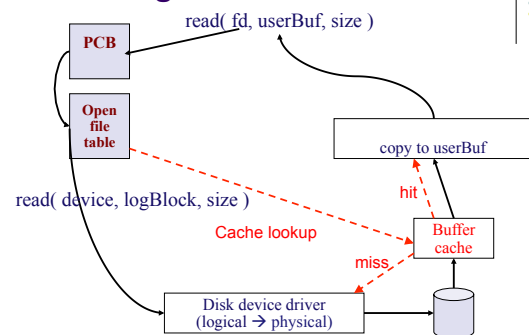 read( fd, userBuf, size )
PCB
Open
file
table
copy to userBuf
read( device, logBlock, size )
hit
Cache lookup
Buffer
cache
miss
Disk device driver
(logical → physical)